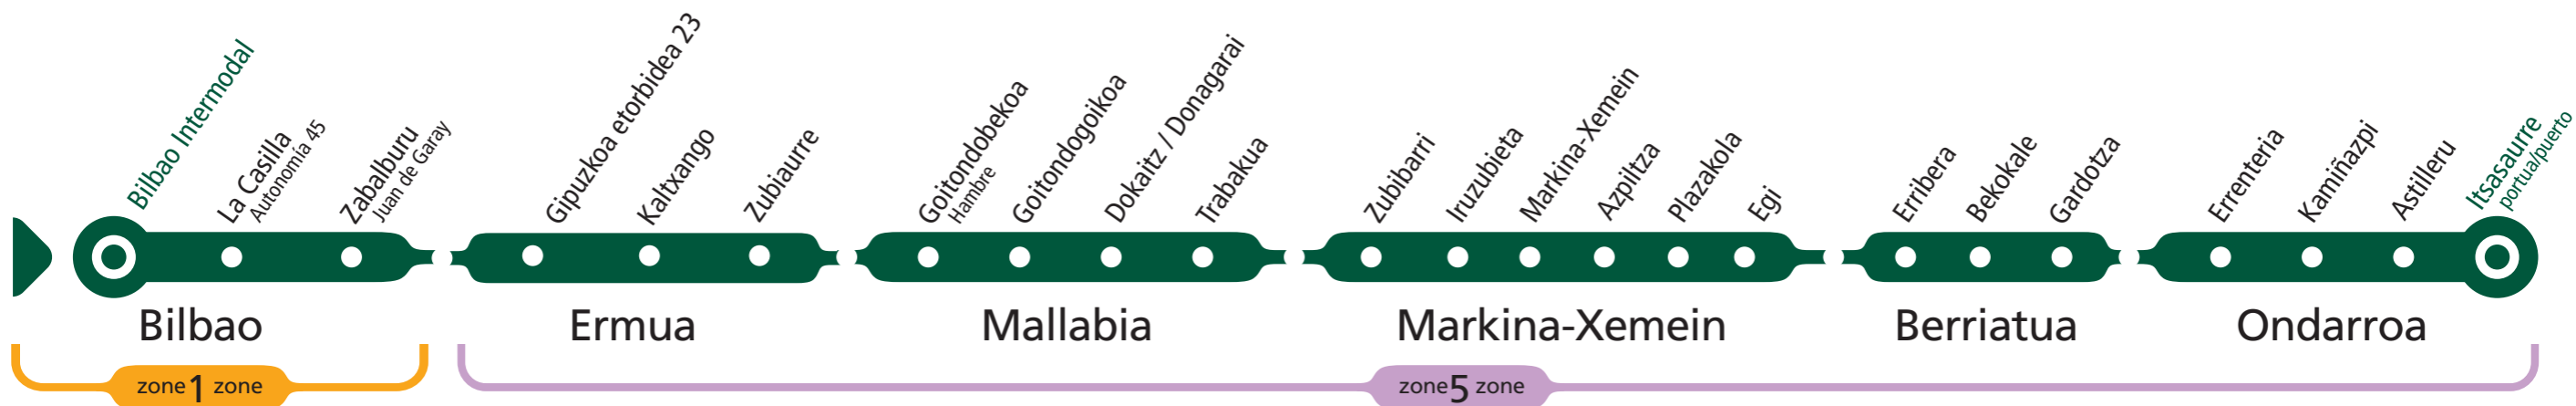 Bilbao Intermodal
La Casilla
Autonomía 45
Zabalburu
Juan de Garay
Gipuzkoa etorbidea 23
Kaltxango
Zubiaurre
Goitondobekoa
Hambre
Goitondogoikoa
Dokaitz / Donagarai
Trabakua
Zubibarri
Iruzubieta
Markina-Xemein
Azpiltza
Plazakola
Egi
Erribera
Bekokale
Gardotza
Errenteria
Kamiñazpi
Astilleru
Itsasaurre
portua/puerto
Bilbao
Ermua
Mallabia
Markina-Xemein
Berriatua
Ondarroa
zone 1 zone
zone 5 zone